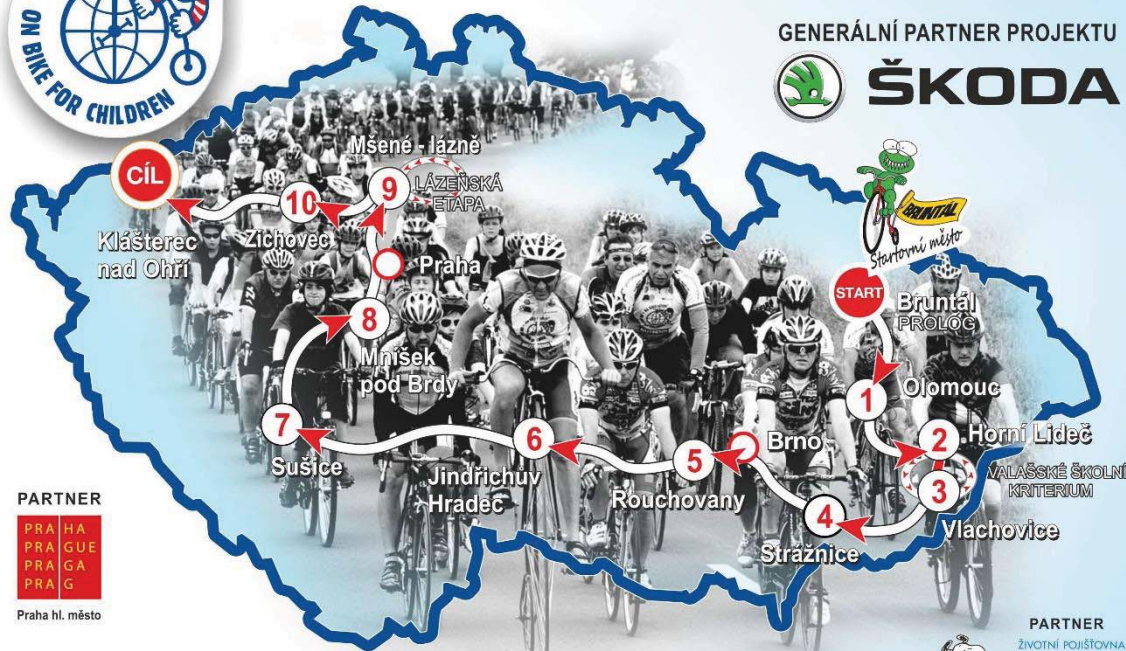 ON BIKE FOR CHILDREN
GENERÁLNÍ PARTNER PROJEKTU
ŠKODA
BRUNTÁL
Startovní město
START
Bruntál
PROLOG
1
Olomouc
2
Horní Lideč
VALAŠSKÉ ŠKOLNÍ
KRITERIUM
3
Vlachovice
4
Strážnice
Brno
5
Rouchovany
6
Jindřichův
Hradec
7
Sušice
8
Mníšek
pod Brdy
Praha
Mšené - lázně
9
LÁZEŇSKÁ
ETAPA
10
Zichovec
CÍL
Klášterec
nad Ohří
PARTNER
PRA HA
PRA GUE
PRA GA
PRA G
Praha hl. město
PARTNER
ŽIVOTNÍ POJIŠŤOVNA